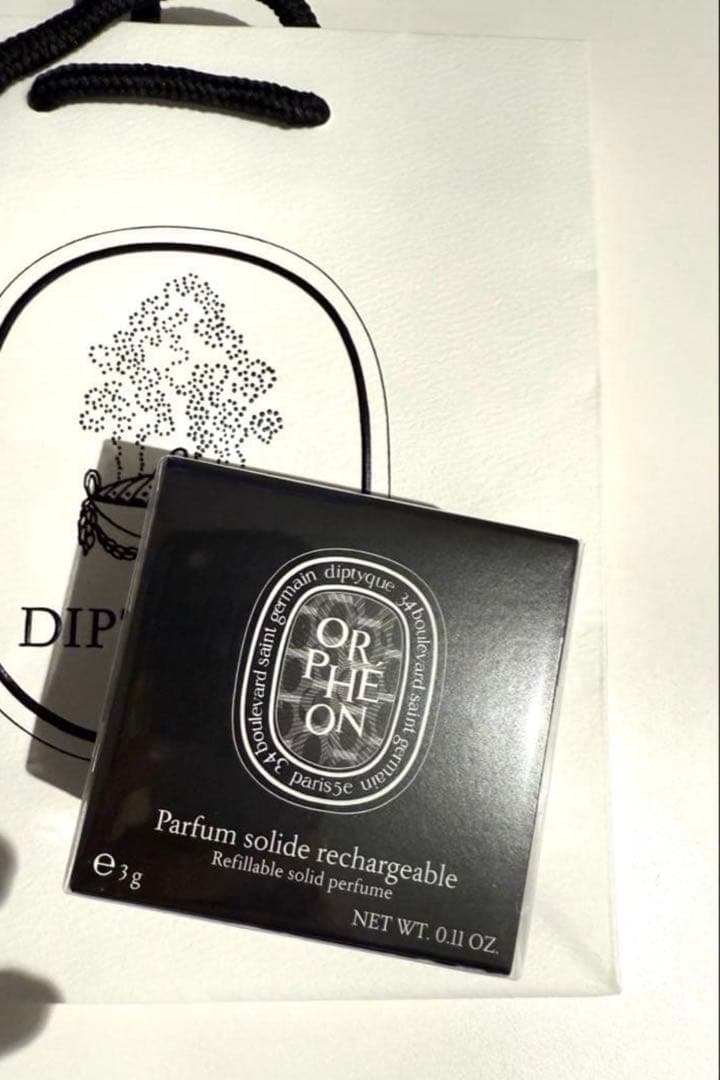 DIP
34 boulevard saint germain diptyque 34 boulevard saint germain paris 5e
OR
PHÉ
ON
Parfum solide rechargeable
Refillable solid perfume
e 3g
NET WT. 0.11 OZ.